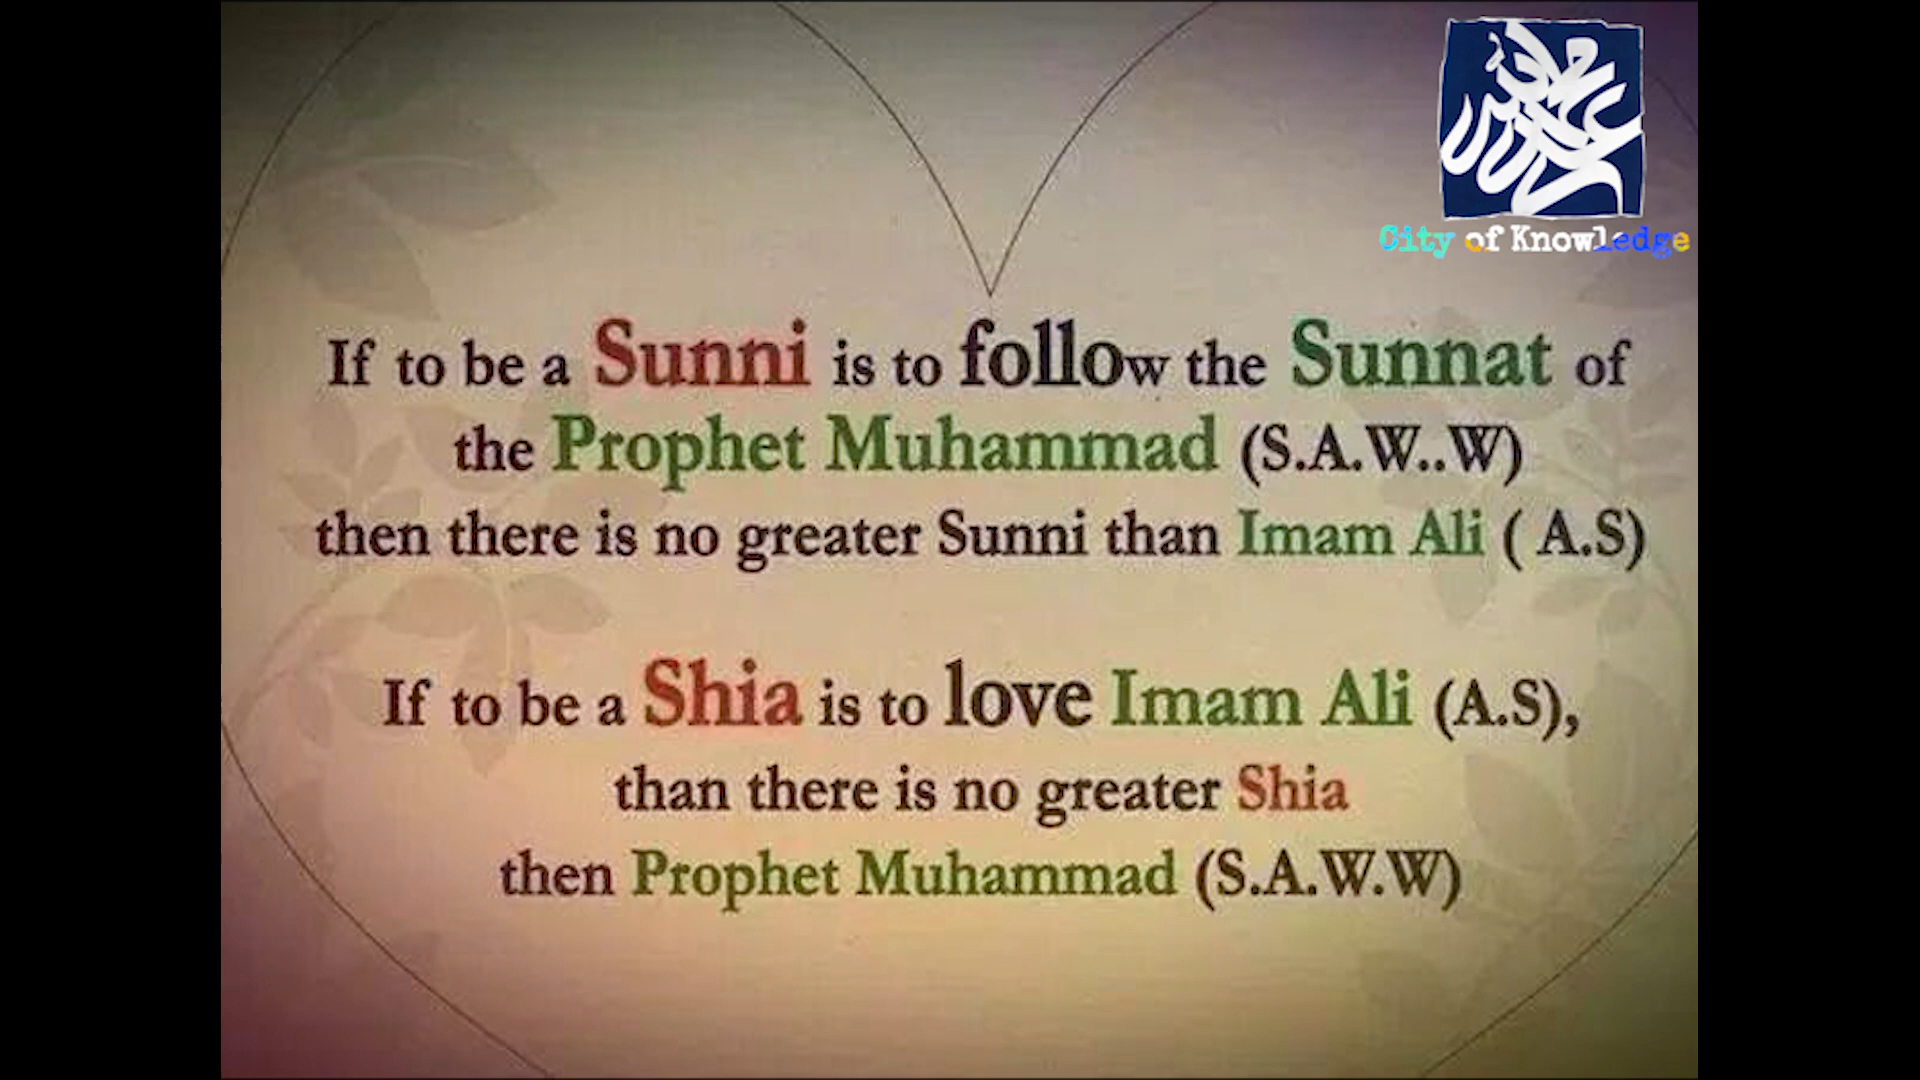 City of Knowledge
If to be a Sunni is to follow the Sunnat of
the Prophet Muhammad (S.A.W..W)
then there is no greater Sunni than Imam Ali ( A.S)
If to be a Shia is to love Imam Ali (A.S),
than there is no greater Shia
then Prophet Muhammad (S.A.W.W)